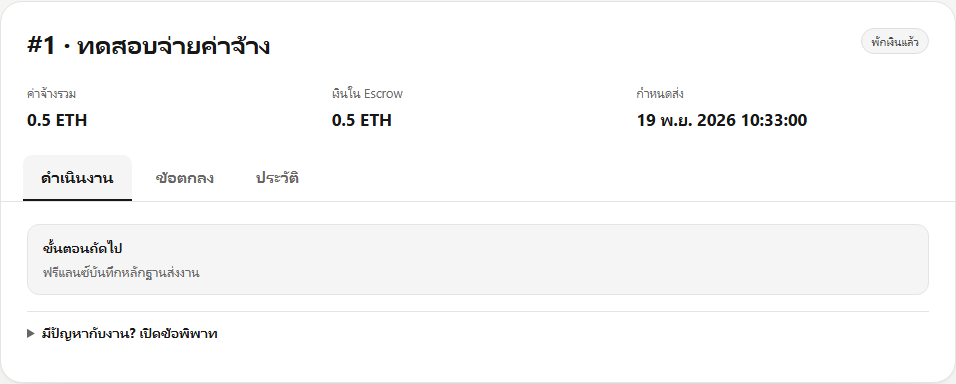 #1 · ทดสอบจ่ายค่าจ้าง
พักเงินแล้ว
ค่าจ้างรวม
เงินใน Escrow
กำหนดส่ง
0.5 ETH
0.5 ETH
19 พ.ย. 2026 10:33:00
ดำเนินงาน
ข้อตกลง
ประวัติ
ขั้นตอนถัดไป
ฟรีแลนซ์บันทึกหลักฐานส่งงาน
มีปัญหากับงาน? เปิดข้อพิพาท